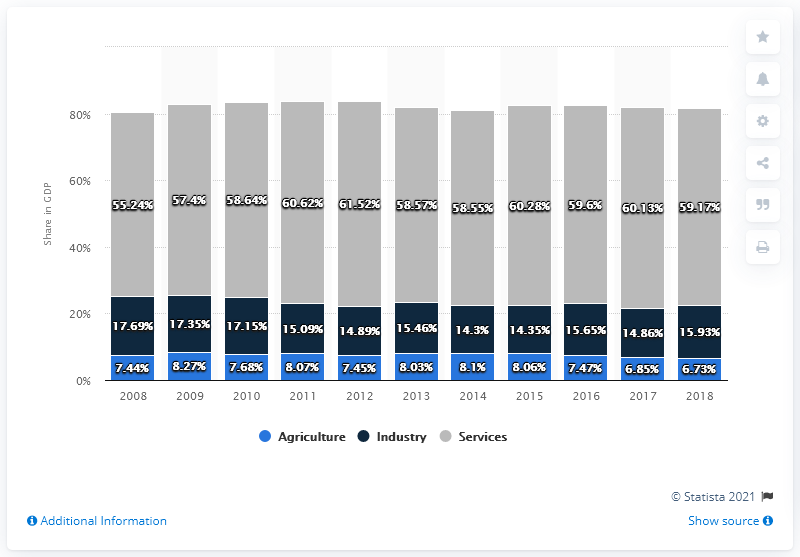 Share in GDP
80%
60%
40%
20%
0%
55.24% 57.4% 58.64% 60.62% 61.52% 58.57% 58.55% 60.28% 59.6% 60.13% 59.17%
17.69% 17.35% 17.15% 15.09% 14.89% 15.46% 14.3% 14.35% 15.65% 14.86% 15.93%
7.44% 8.27% 7.68% 8.07% 7.45% 8.03% 8.1% 8.06% 7.47% 6.85% 6.73%
2008 2009 2010 2011 2012 2013 2014 2015 2016 2017 2018
Agriculture Industry Services
© Statista 2021
Additional Information Show source